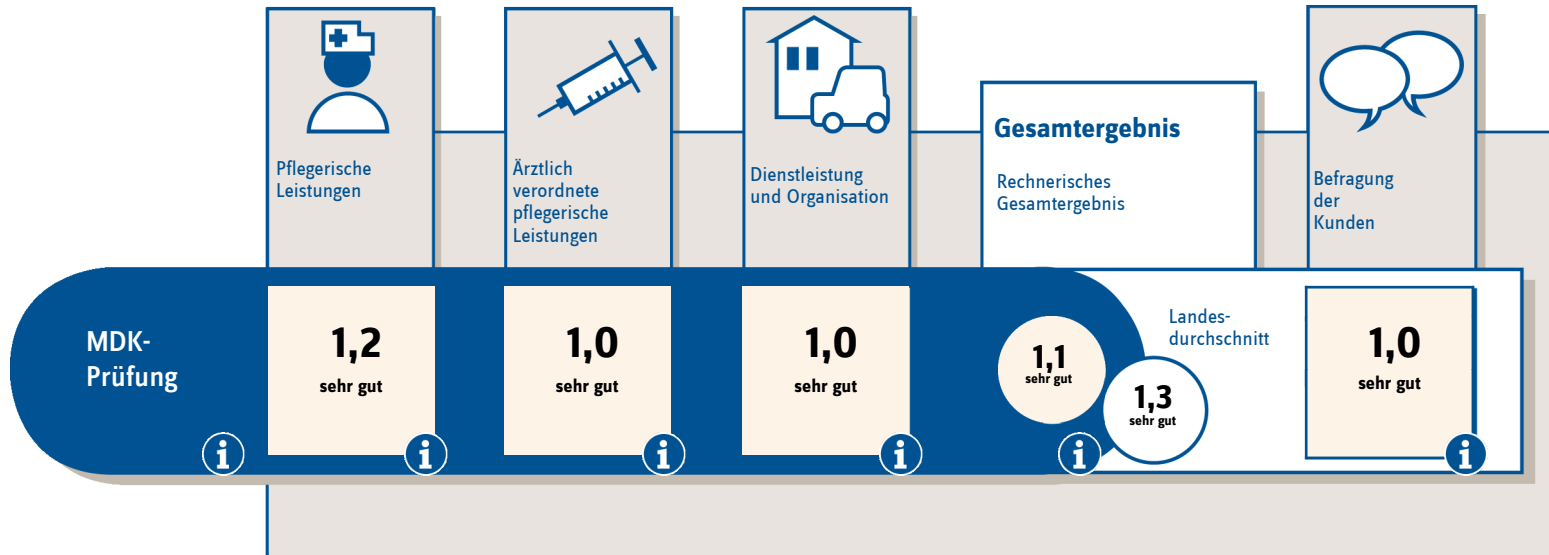 Pflegerische
Leistungen
Ärztlich
verordnete
pflegerische
Leistungen
Dienstleistung
und Organisation
Gesamtergebnis
Rechnerisches
Gesamtergebnis
Befragung
der
Kunden
MDK-
Prüfung
1,2
sehr gut
1,0
sehr gut
1,0
sehr gut
1,1
sehr gut
Landes-
durchschnitt
1,3
sehr gut
1,0
sehr gut
i
i
i
i
i
i